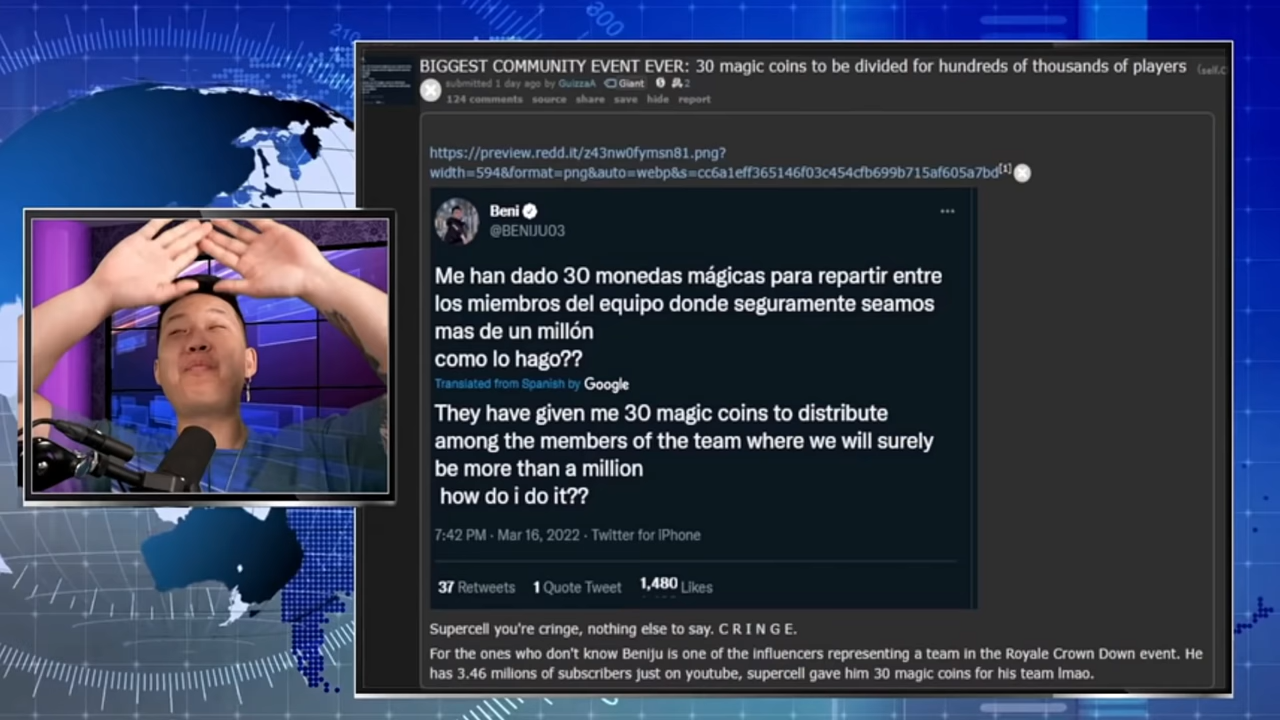 210
300
BIGGEST COMMUNITY EVENT EVER: 30 magic coins to be divided for hundreds of thousands of players (self.C
submitted 1 day ago by GuizzaA Giant 2
124 comments source share save hide report
https://preview.redd.it/z43nw0fymsn81.png?
width=594&format=png&auto=webp&s=cc6a1eff365146f03c454cfb699b715af605a7bd[1]
Beni
@BENIJU03
Me han dado 30 monedas mágicas para repartir entre
los miembros del equipo donde seguramente seamos
mas de un millón
como lo hago??
Translated from Spanish by Google
They have given me 30 magic coins to distribute
among the members of the team where we will surely
be more than a million
how do i do it??
7:42 PM · Mar 16, 2022 · Twitter for iPhone
37 Retweets 1 Quote Tweet 1,480 Likes
Supercell you're cringe, nothing else to say. C R I N G E.
For the ones who don't know Beniju is one of the influencers representing a team in the Royale Crown Down event. He
has 3.46 milions of subscribers just on youtube, supercell gave him 30 magic coins for his team lmao.